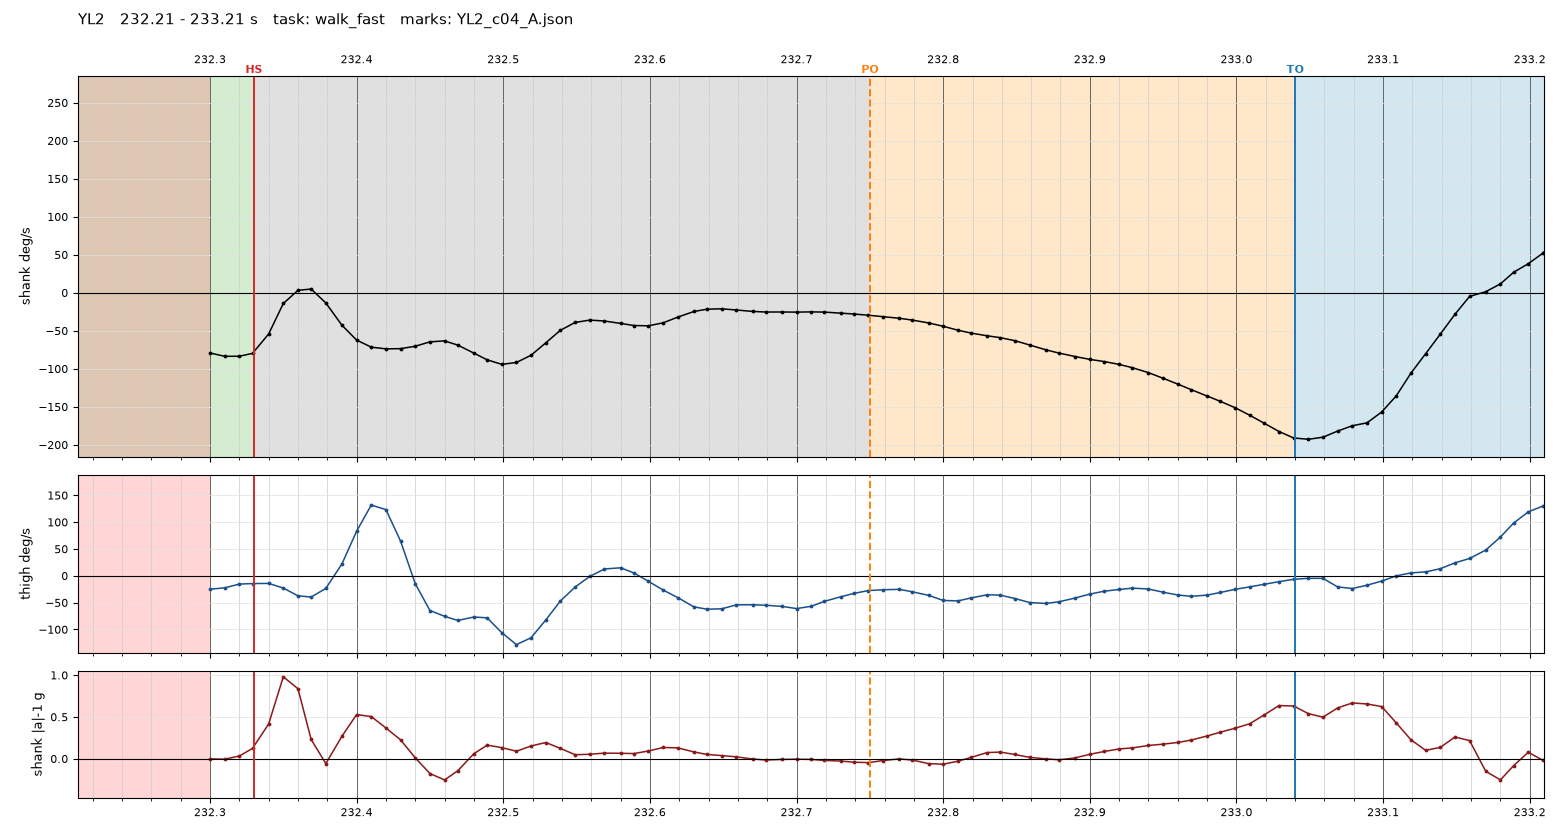 YL2   232.21 - 233.21 s   task: walk_fast   marks: YL2_c04_A.json
232.3 232.4 232.5 232.6 232.7 232.8 232.9 233.0 233.1 233.2
HS PO TO
shank deg/s
250
200
150
100
50
0
−50
−100
−150
−200
thigh deg/s
150
100
50
0
−50
−100
shank |a|-1 g
1.0
0.5
0.0
232.3 232.4 232.5 232.6 232.7 232.8 232.9 233.0 233.1 233.2